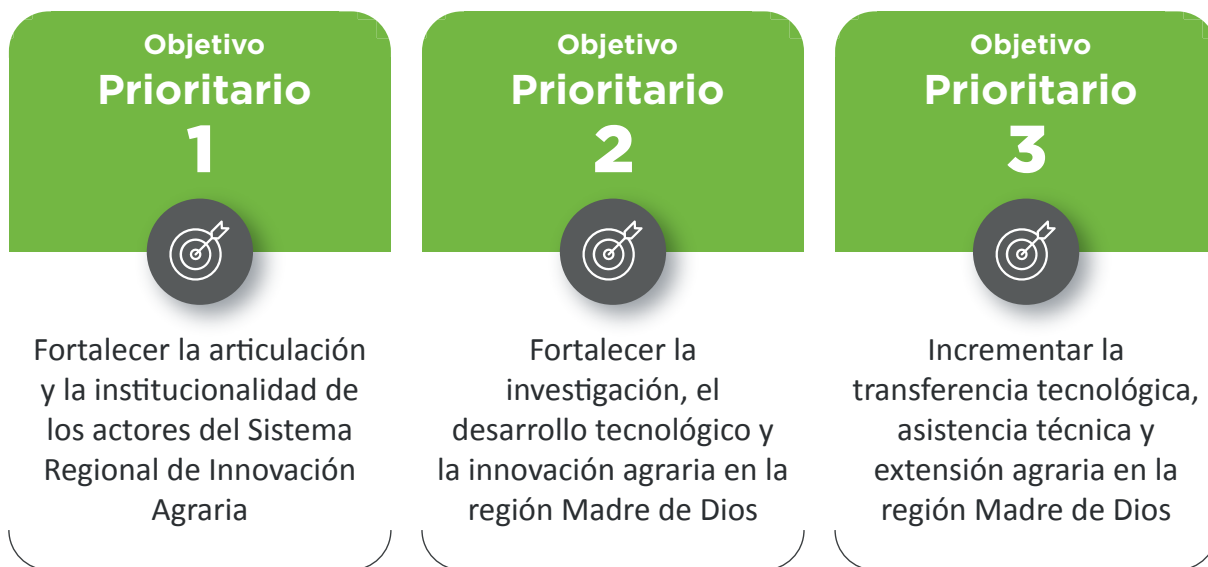 Objetivo
Prioritario
1
Fortalecer la articulación
y la institucionalidad de
los actores del Sistema
Regional de Innovación
Agraria
Objetivo
Prioritario
2
Fortalecer la
investigación, el
desarrollo tecnológico y
la innovación agraria en la
región Madre de Dios
Objetivo
Prioritario
3
Incrementar la
transferencia tecnológica,
asistencia técnica y
extensión agraria en la
región Madre de Dios